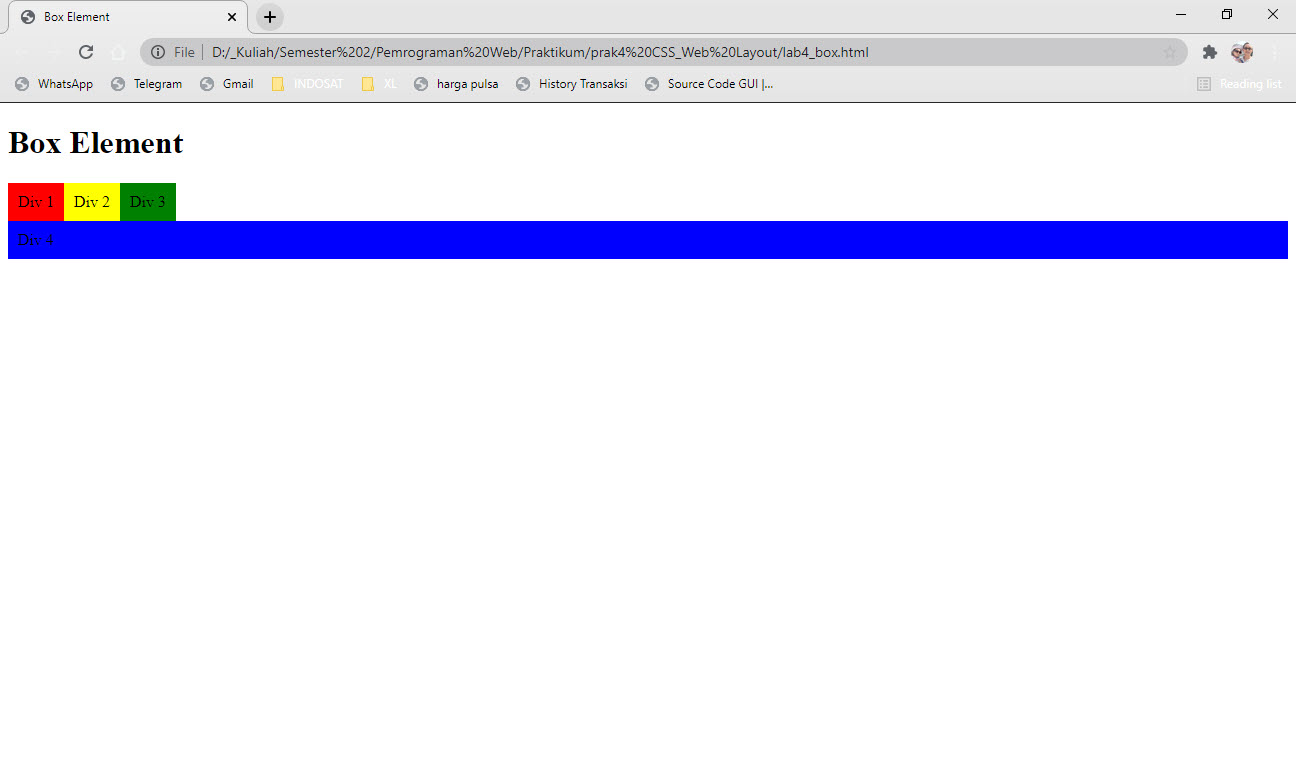 Box Element
File D:/_Kuliah/Semester%202/Pemrograman%20Web/Praktikum/prak4%20CSS_Web%20Layout/lab4_box.html
WhatsApp Telegram Gmail INDOSAT XL harga pulsa History Transaksi Source Code GUI |... Reading list
Box Element
Div 1 Div 2 Div 3
Div 4